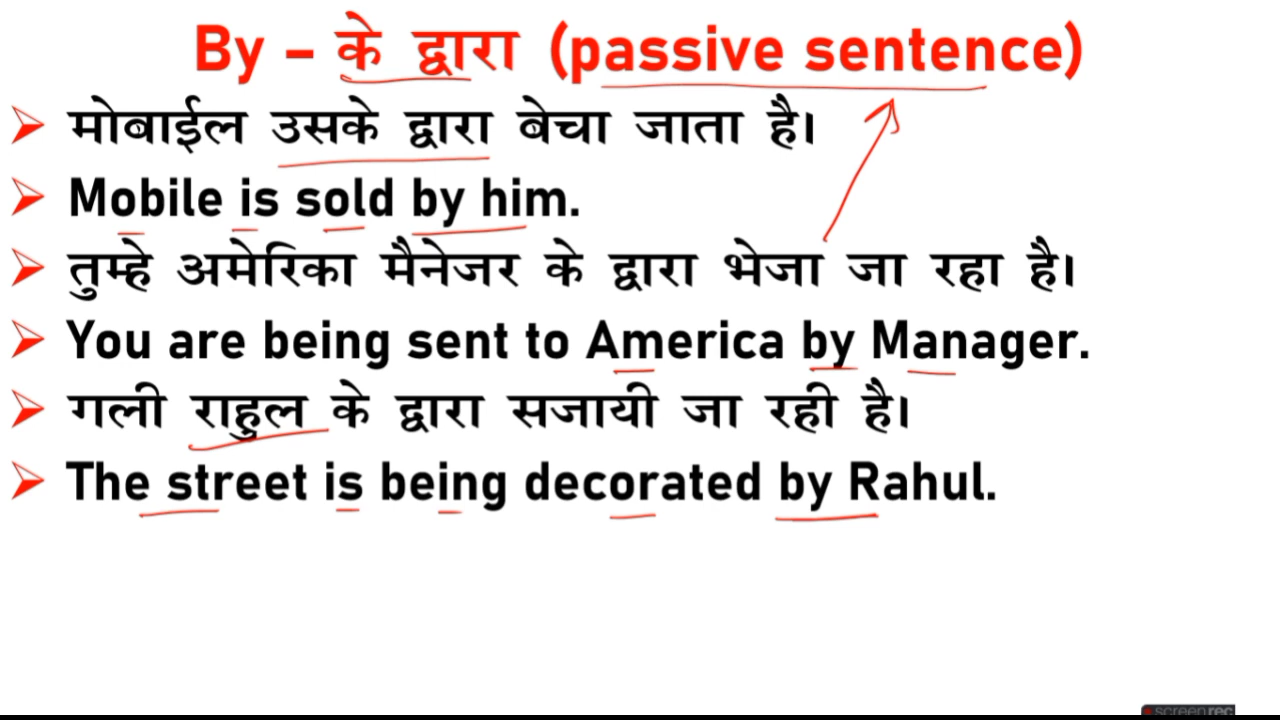 By – के द्वारा (passive sentence)
मोबाईल उसके द्वारा बेचा जाता है।
Mobile is sold by him.
तुम्हे अमेरिका मैनेजर के द्वारा भेजा जा रहा है।
You are being sent to America by Manager.
गली राहुल के द्वारा सजायी जा रही है।
The street is being decorated by Rahul.
screenrec